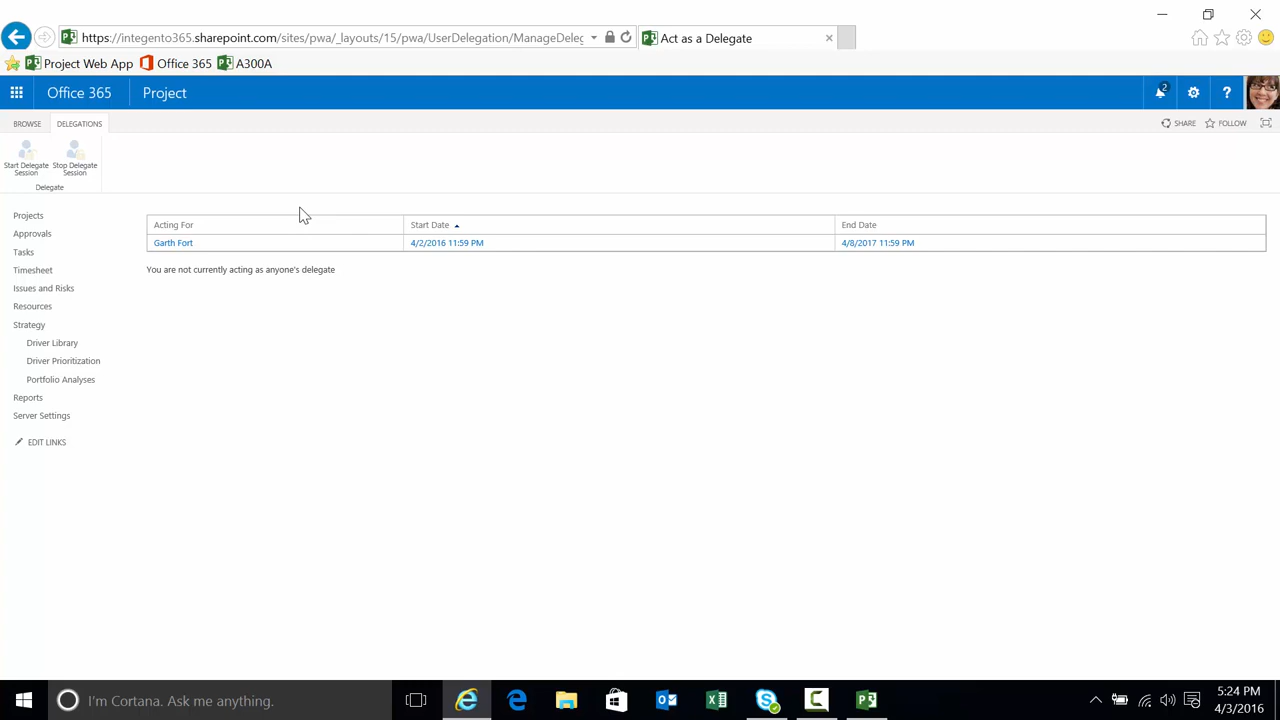 https://integento365.sharepoint.com/sites/pwa/_layouts/15/pwa/UserDelegation/ManageDeleg
Act as a Delegate
Project Web App
Office 365
A300A
Office 365
Project
2
?
BROWSE
DELEGATIONS
SHARE
FOLLOW
Start Delegate
Session
Stop Delegate
Session
Delegate
Projects
Approvals
Tasks
Timesheet
Issues and Risks
Resources
Strategy
Driver Library
Driver Prioritization
Portfolio Analyses
Reports
Server Settings
EDIT LINKS
Acting For
Start Date
End Date
Garth Fort
4/2/2016 11:59 PM
4/8/2017 11:59 PM
You are not currently acting as anyone's delegate
I'm Cortana. Ask me anything.
5:24 PM
4/3/2016